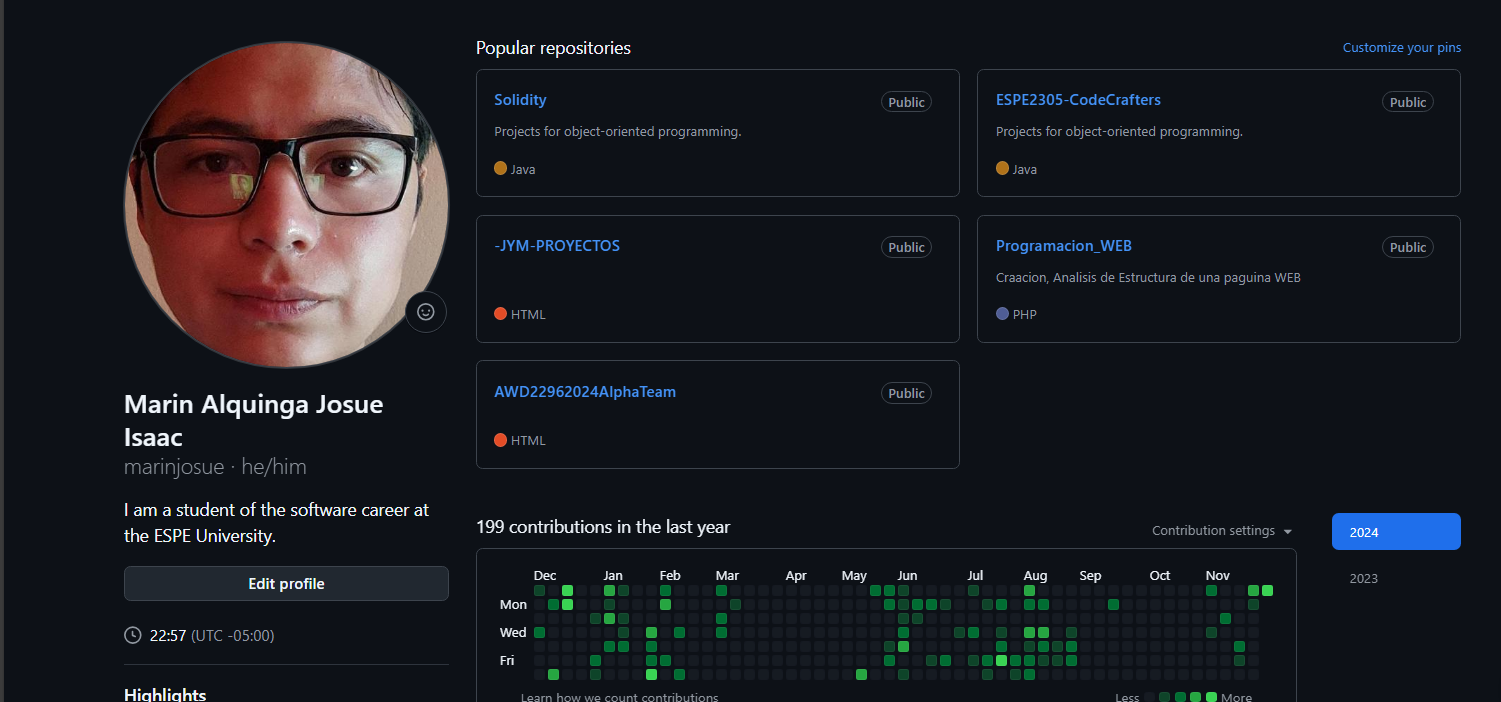 Popular repositories
Customize your pins
Solidity
Public
Projects for object-oriented programming.
Java
ESPE2305-CodeCrafters
Public
Projects for object-oriented programming.
Java
-JYM-PROYECTOS
Public
HTML
Programacion_WEB
Public
Craacion, Analisis de Estructura de una paguina WEB
PHP
AWD22962024AlphaTeam
Public
HTML
Marin Alquinga Josue
Isaac
marinjosue · he/him
I am a student of the software career at
the ESPE University.
Edit profile
22:57 (UTC -05:00)
Highlights
199 contributions in the last year
Contribution settings
2024
2023
Dec Jan Feb Mar Apr May Jun Jul Aug Sep Oct Nov
Mon
Wed
Fri
Learn how we count contributions
Less More